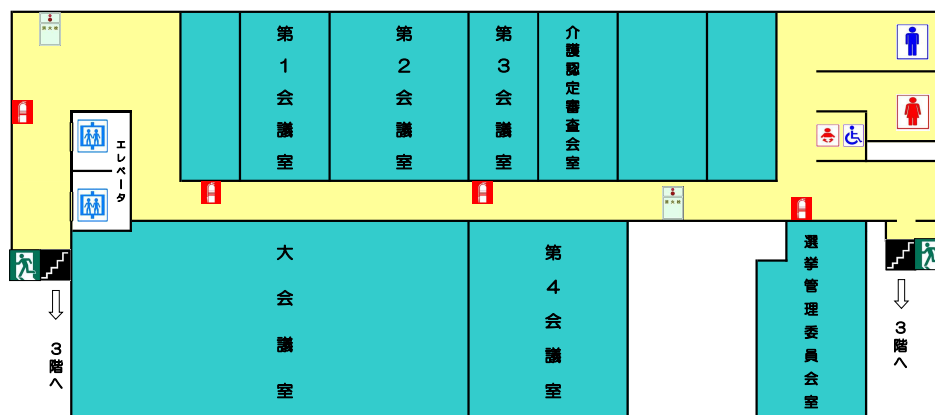 第1会議室
第2会議室
第3会議室
介護認定審査会室
エレベータ
大会議室
第4会議室
選挙管理委員会室
3階へ
3階へ